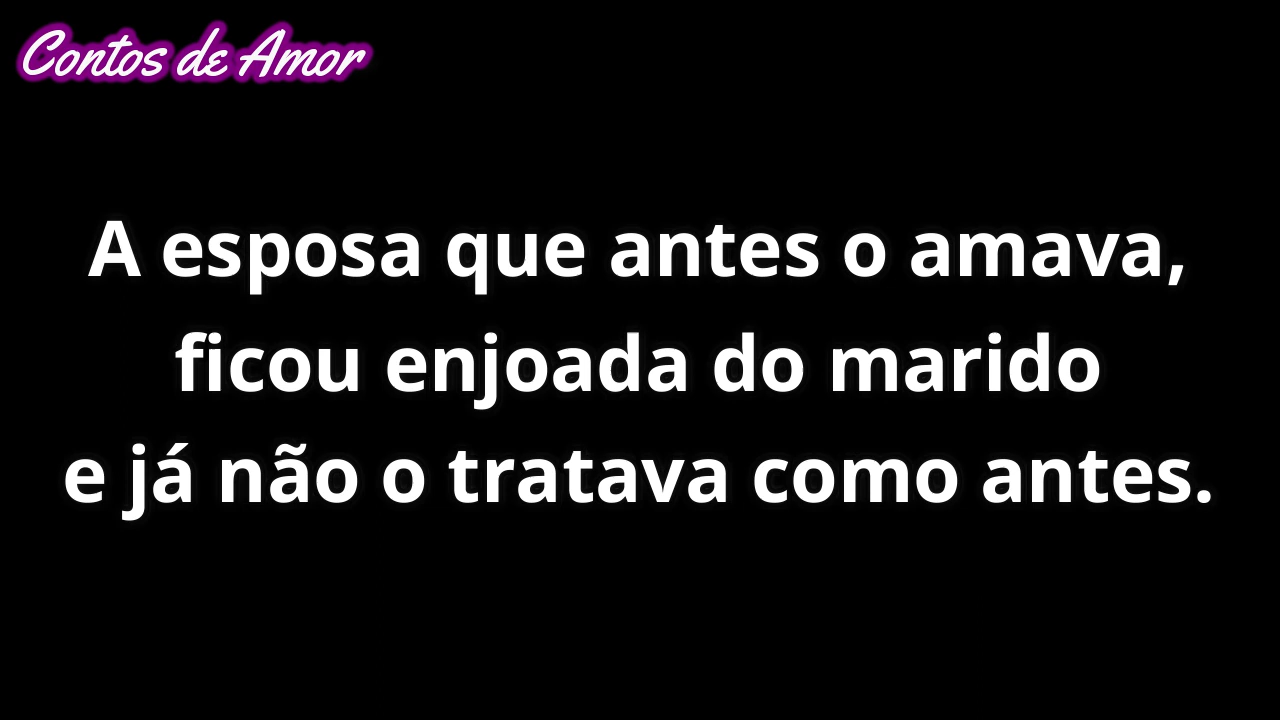 Contos de Amor
A esposa que antes o amava,
ficou enjoada do marido
e já não o tratava como antes.